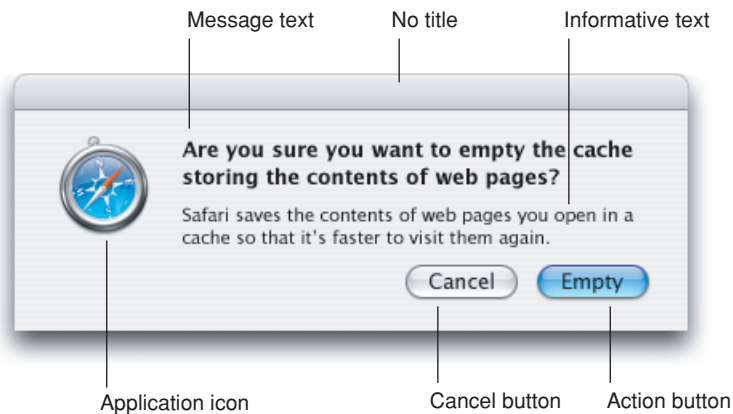 Message text
No title
Informative text
Are you sure you want to empty the cache
storing the contents of web pages?
Safari saves the contents of web pages you open in a
cache so that it's faster to visit them again.
Cancel
Empty
Application icon
Cancel button
Action button